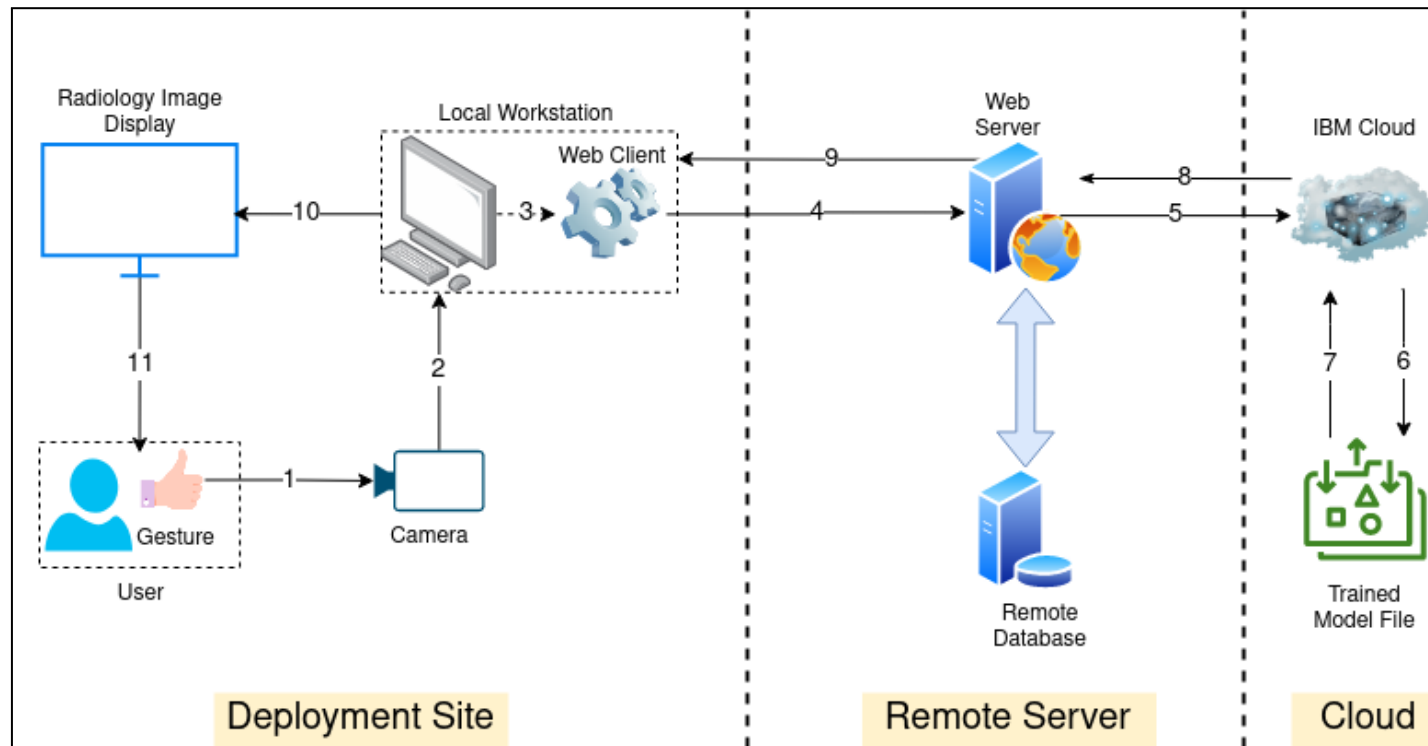 Radiology Image
Display
Local Workstation
Web Client
Web
Server
IBM Cloud
9
8
10
3
4
5
11
2
7
6
1
Gesture
Camera
User
Remote
Database
Trained
Model File
Deployment Site
Remote Server
Cloud